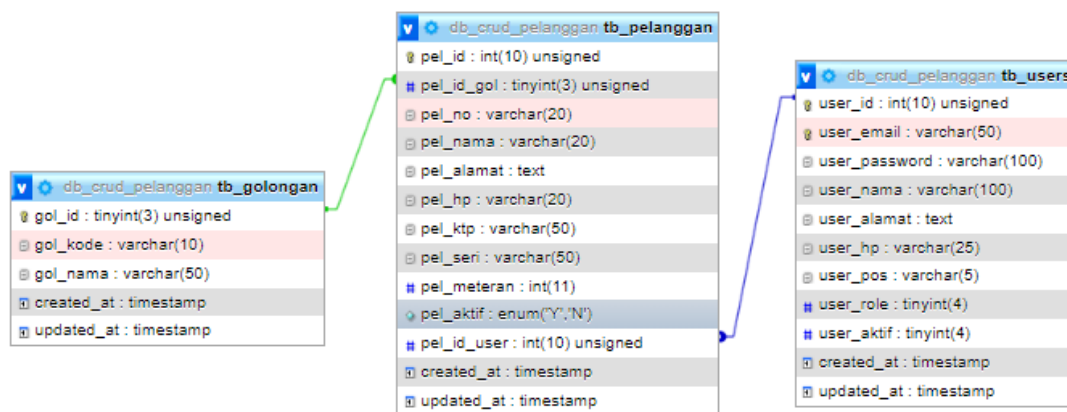 v db_crud_pelanggan tb_golongan
gol_id : tinyint(3) unsigned
# gol_kode : varchar(10)
gol_nama : varchar(50)
created_at : timestamp
updated_at : timestamp
v db_crud_pelanggan tb_pelanggan
pel_id : int(10) unsigned
# pel_id_gol : tinyint(3) unsigned
pel_no : varchar(20)
pel_nama : varchar(20)
pel_alamat : text
pel_hp : varchar(20)
pel_ktp : varchar(50)
pel_seri : varchar(50)
# pel_meteran : int(11)
pel_aktif : enum('Y','N')
# pel_id_user : int(10) unsigned
created_at : timestamp
updated_at : timestamp
v db_crud_pelanggan tb_users
user_id : int(10) unsigned
user_email : varchar(50)
user_password : varchar(100)
user_nama : varchar(100)
user_alamat : text
user_hp : varchar(25)
user_pos : varchar(5)
# user_role : tinyint(4)
# user_aktif : tinyint(4)
created_at : timestamp
updated_at : timestamp